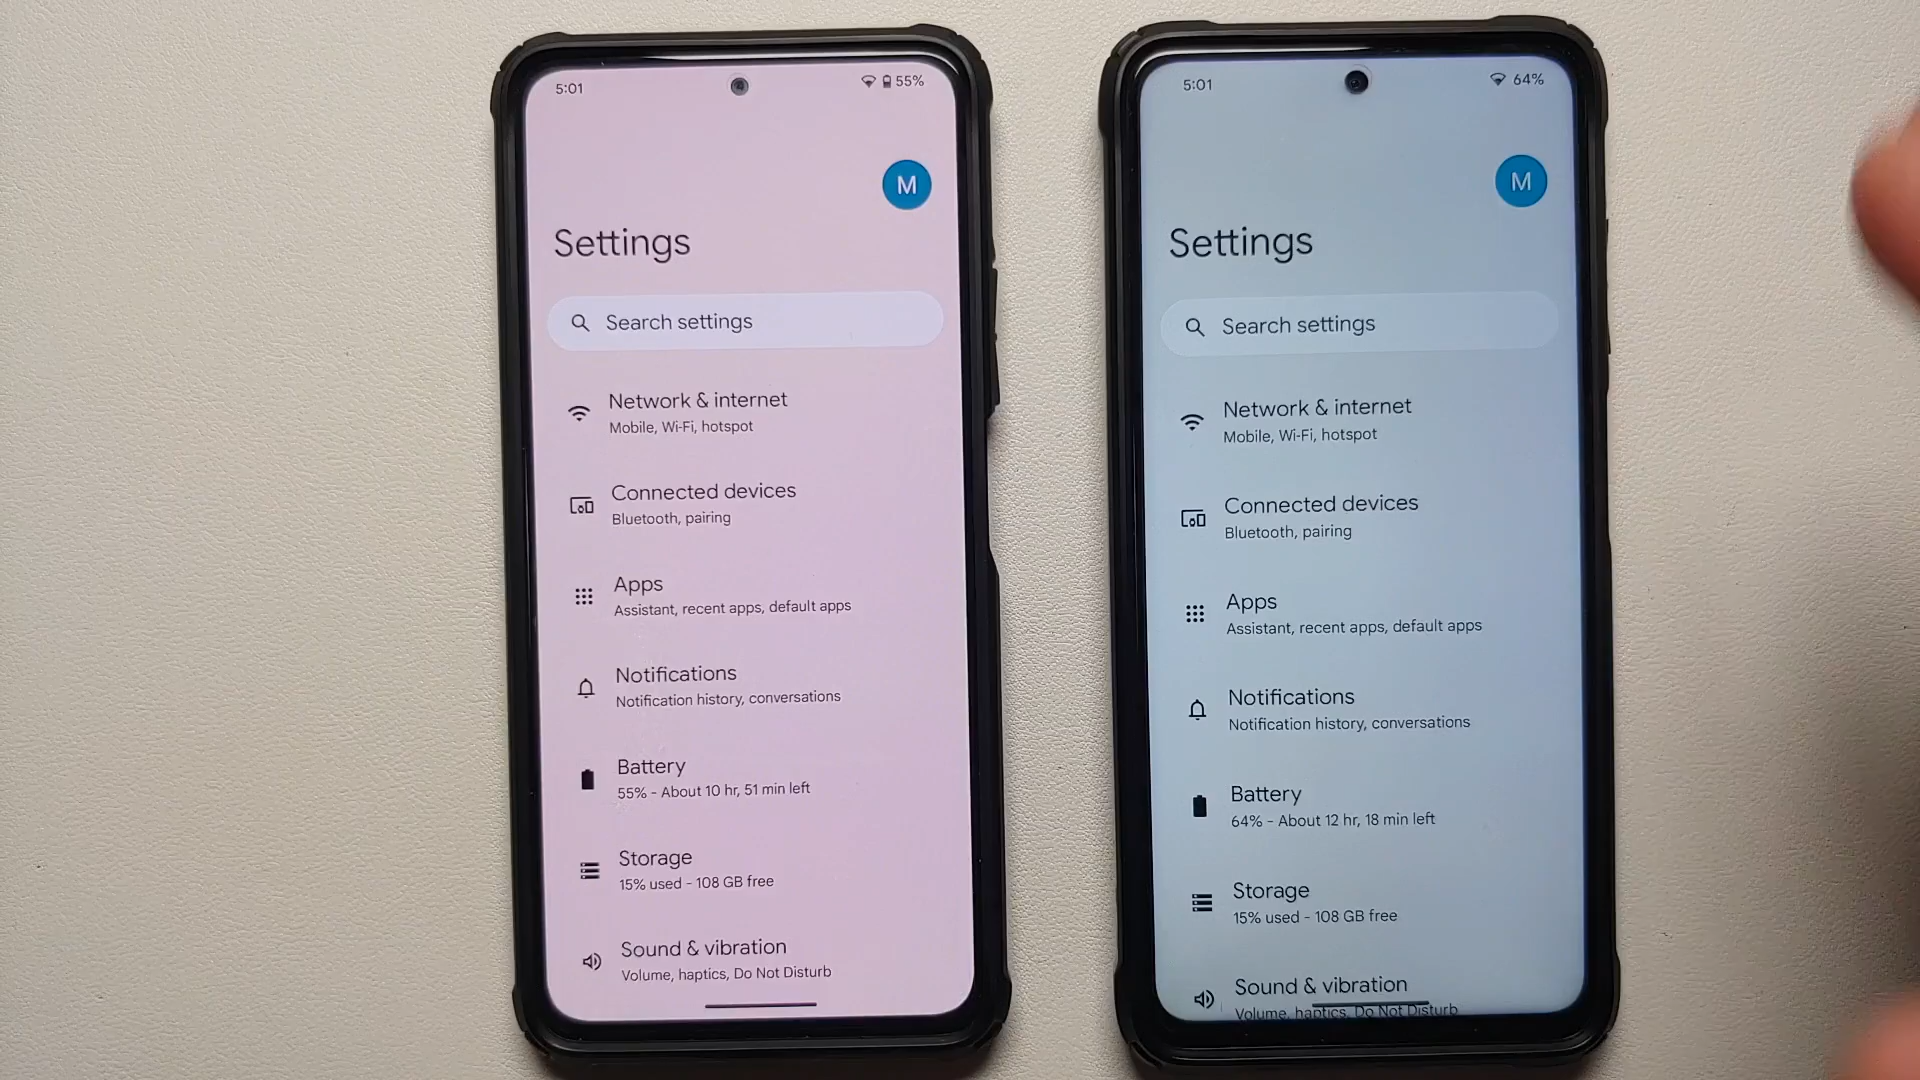 5:01
55%
M
Settings
Search settings
Network & internet
Mobile, Wi-Fi, hotspot
Connected devices
Bluetooth, pairing
Apps
Assistant, recent apps, default apps
Notifications
Notification history, conversations
Battery
55% - About 10 hr, 51 min left
Storage
15% used - 108 GB free
Sound & vibration
Volume, haptics, Do Not Disturb
5:01
64%
M
Settings
Search settings
Network & internet
Mobile, Wi-Fi, hotspot
Connected devices
Bluetooth, pairing
Apps
Assistant, recent apps, default apps
Notifications
Notification history, conversations
Battery
64% - About 12 hr, 18 min left
Storage
15% used - 108 GB free
Sound & vibration
Volume, haptics, Do Not Disturb